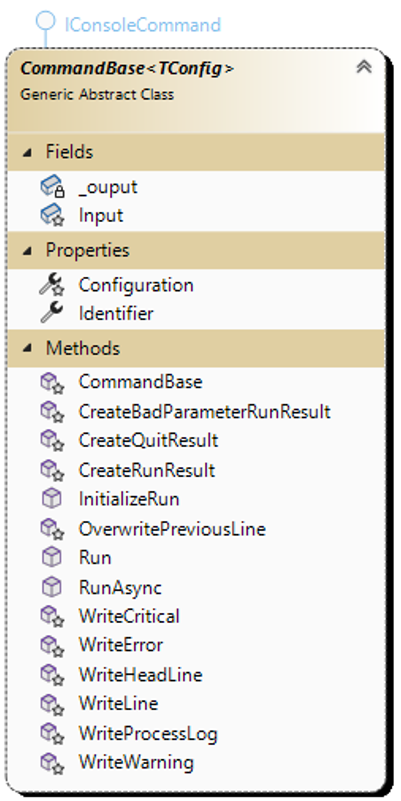 IConsoleCommand
CommandBase<TConfig>
Generic Abstract Class
Fields
_ouput
Input
Properties
Configuration
Identifier
Methods
CommandBase
CreateBadParameterRunResult
CreateQuitResult
CreateRunResult
InitializeRun
OverwritePreviousLine
Run
RunAsync
WriteCritical
WriteError
WriteHeadLine
WriteLine
WriteProcessLog
WriteWarning